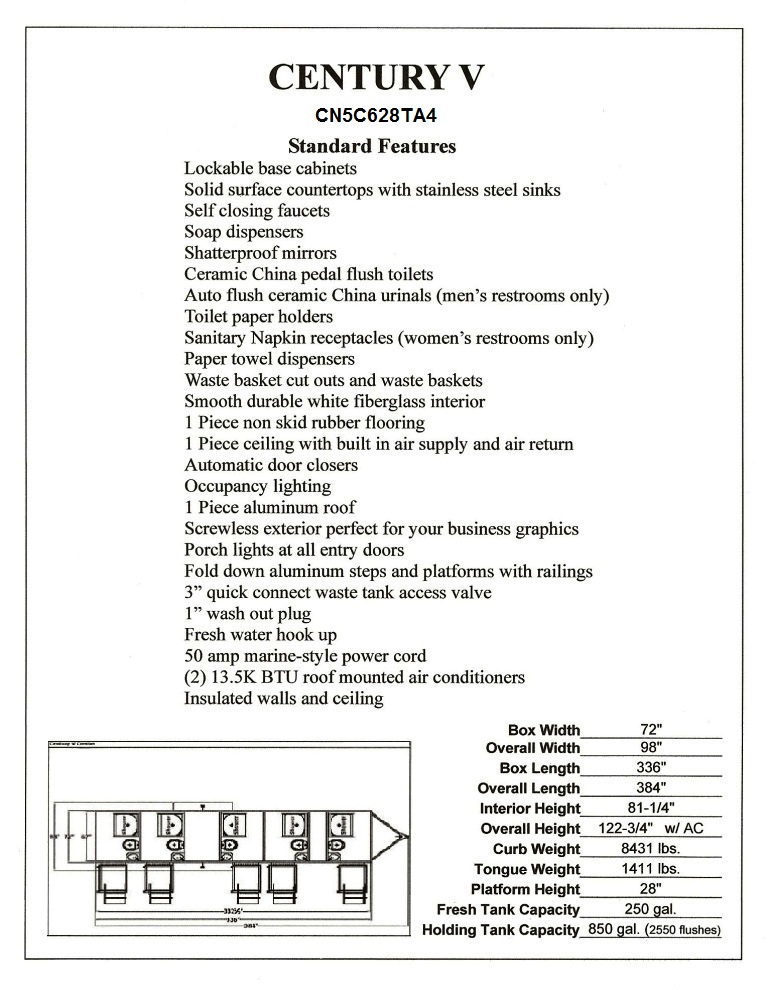 CENTURY V
CN5C628TA4
Standard Features
Lockable base cabinets
Solid surface countertops with stainless steel sinks
Self closing faucets
Soap dispensers
Shatterproof mirrors
Ceramic China pedal flush toilets
Auto flush ceramic China urinals (men’s restrooms only)
Toilet paper holders
Sanitary Napkin receptacles (women’s restrooms only)
Paper towel dispensers
Waste basket cut outs and waste baskets
Smooth durable white fiberglass interior
1 Piece non skid rubber flooring
1 Piece ceiling with built in air supply and air return
Automatic door closers
Occupancy lighting
1 Piece aluminum roof
Screwless exterior perfect for your business graphics
Porch lights at all entry doors
Fold down aluminum steps and platforms with railings
3” quick connect waste tank access valve
1” wash out plug
Fresh water hook up
50 amp marine-style power cord
(2) 13.5K BTU roof mounted air conditioners
Insulated walls and ceiling
Box Width 72"
Overall Width 98"
Box Length 336"
Overall Length 384"
Interior Height 81-1/4"
Overall Height 122-3/4" w/ AC
Curb Weight 8431 lbs.
Tongue Weight 1411 lbs.
Platform Height 28"
Fresh Tank Capacity 250 gal.
Holding Tank Capacity 850 gal. (2550 flushes)
336"
384"